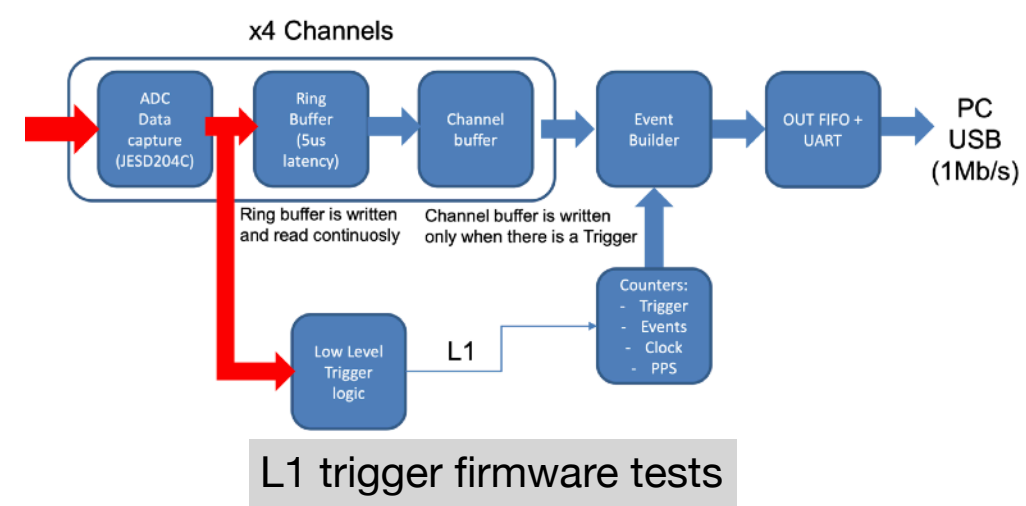 x4 Channels
ADC
Data
capture
(JESD204C)
Ring
Buffer
(5us
latency)
Channel
buffer
Event
Builder
OUT FIFO +
UART
PC
USB
(1Mb/s)
Ring buffer is written
and read continuosly
Channel buffer is written
only when there is a Trigger
Counters:
- Trigger
- Events
- Clock
- PPS
Low Level
Trigger
logic
L1
L1 trigger firmware tests